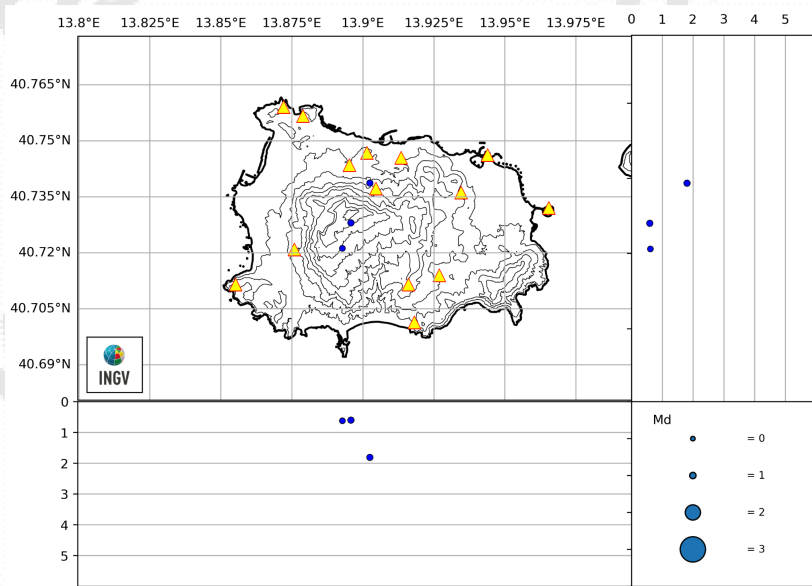 13.8°E 13.825°E 13.85°E 13.875°E 13.9°E 13.925°E 13.95°E 13.975°E 0 1 2 3 4 5
40.765°N
40.75°N
40.735°N
40.72°N
40.705°N
40.69°N
INGV
0
1
2
3
4
5
Md
= 0
= 1
= 2
= 3